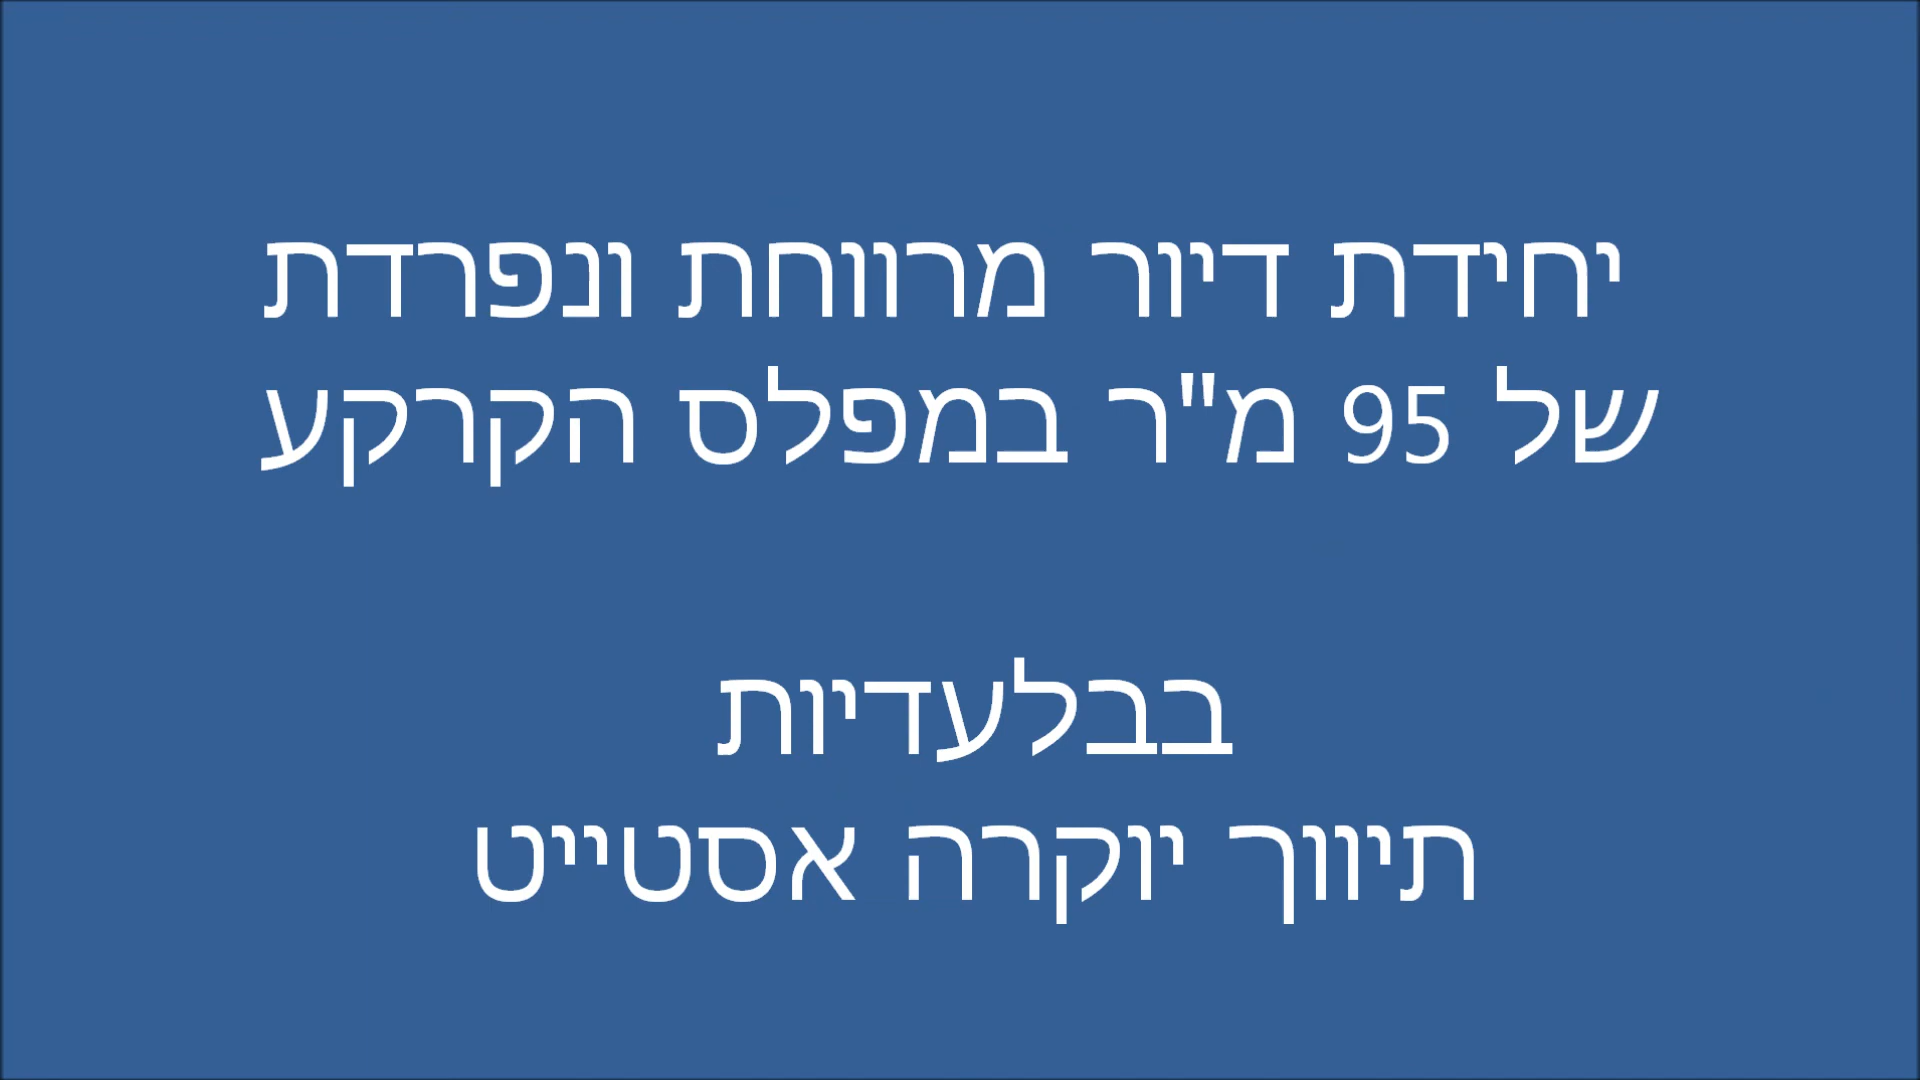 יחידת דיור מרווחת ונפרדת
של 95 מ"ר במפלס הקרקע
בבלעדיות
תיווך יוקרה אסטייט